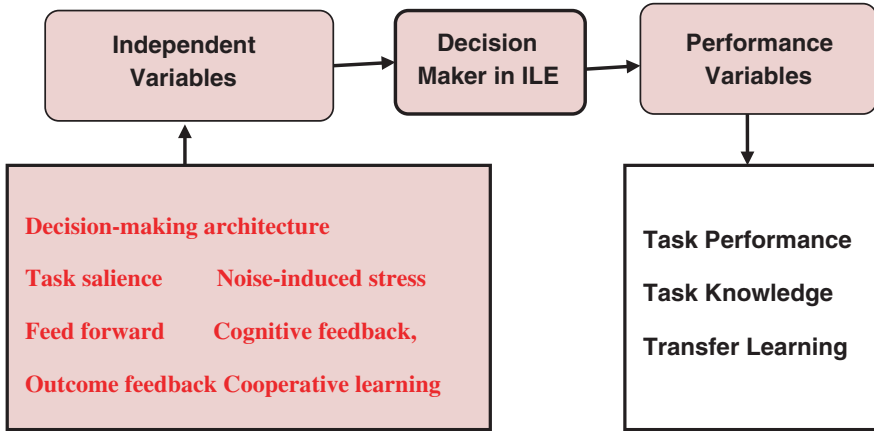 Independent
Variables
Decision
Maker in ILE
Performance
Variables
Decision-making architecture
Task salience Noise-induced stress
Feed forward Cognitive feedback,
Outcome feedback Cooperative learning
Task Performance
Task Knowledge
Transfer Learning